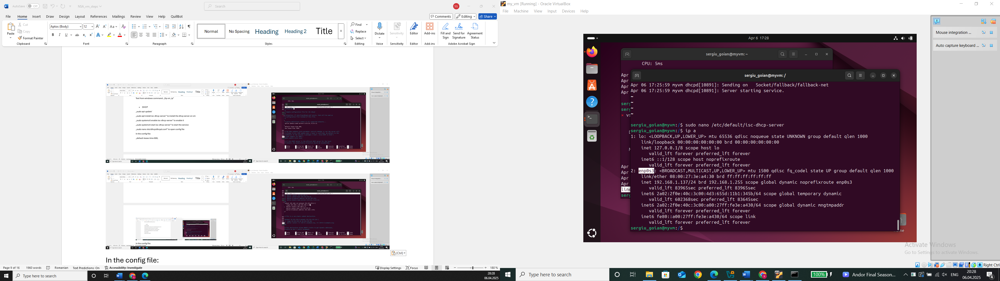 AutoSave Off NSA_vm_steps Search SG
File Home Insert Draw Design Layout References Mailings Review View Help QuillBot Comments Editing Share
Paste Cut Copy Format Painter Clipboard
Aptos (Body) 12 Font
Paragraph
Normal No Spacing Heading Heading 2 Title Styles
Find Replace Select Editing
Dictate Voice
Sensitivity Sensitivity
Editor Editor
Add-ins Add-ins
Fill and Sign Send for Signature Agreement Status Adobe Acrobat Sign
Test from windows command: „ftp vm_ip"
• DHCP
„sudo apt update'
„sudo apt install isc-dhcp-server" to install the dhcp server on vm
„sudo systemctl enable isc-dhcp-server" to enable it
„sudo systemctl start isc-dhcp-server" to start the service
„sudo nano /etc/dhcp/dhcpd.conf" to open config file
In the config file:
„default-lease-time 600;
In the config file:
(Ctrl)
In the config file:
Page 9 of 16 1960 words Romanian Text Predictions: On Accessibility: Investigate Display Settings Focus 180 %
Type here to search 20:28
06.04.2025
my_vm [Running] - Oracle VirtualBox
File Machine View Input Devices Help
Mouse integration ...
Auto capture keyboard ...
Apr 6 17:28
sergiu_goian@myvm: ~
CPU: 5ms
sergiu_goian@myvm: /
Apr 06 17:25:59 myvm dhcpd[10891]: Sending on   Socket/fallback/fallback-net
Apr 06 17:25:59 myvm dhcpd[10891]: Server starting service.
~
~
~
~
sergiu_goian@myvm:/$ sudo nano /etc/default/isc-dhcp-server
sergiu_goian@myvm:/$ ip a
1: lo: <LOOPBACK,UP,LOWER_UP> mtu 65536 qdisc noqueue state UNKNOWN group default qlen 1000
link/loopback 00:00:00:00:00:00 brd 00:00:00:00:00:00
inet 127.0.0.1/8 scope host lo
valid_lft forever preferred_lft forever
inet6 ::1/128 scope host noprefixroute
valid_lft forever preferred_lft forever
2: enp0s3: <BROADCAST,MULTICAST,UP,LOWER_UP> mtu 1500 qdisc fq_codel state UP group default qlen 1000
link/ether 08:00:27:3e:a4:30 brd ff:ff:ff:ff:ff:ff
inet 192.168.1.137/24 brd 192.168.1.255 scope global dynamic noprefixroute enp0s3
valid_lft 83965sec preferred_lft 83965sec
inet6 2a02:2f0e:40c:3c00:4d3:655d:11b1:345b/64 scope global temporary dynamic
valid_lft 602368sec preferred_lft 83645sec
inet6 2a02:2f0e:40c:3c00:a00:27ff:fe3e:a430/64 scope global dynamic mngtmpaddr
valid_lft forever preferred_lft forever
inet6 fe80::a00:27ff:fe3e:a430/64 scope link
valid_lft forever preferred_lft forever
sergiu_goian@myvm:/$
Activate Windows
Go to Settings to activate Windows.
Right Ctrl
Type here to search 100% Andor Final Season... ENG 20:28
06.04.2025 4